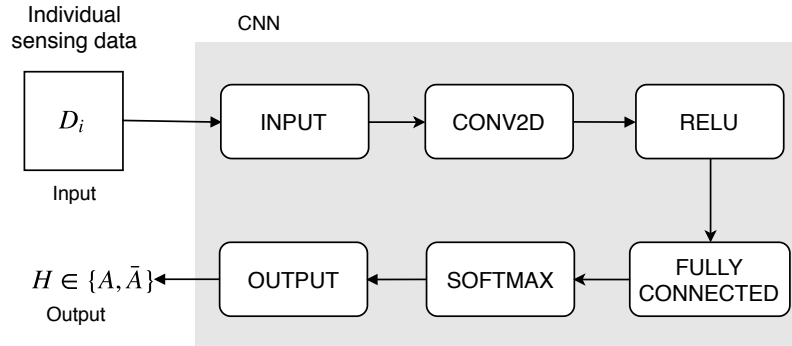 Individual
sensing data
CNN
D_i
Input
INPUT
CONV2D
RELU
H ∈ {A, Ā}
Output
OUTPUT
SOFTMAX
FULLY
CONNECTED